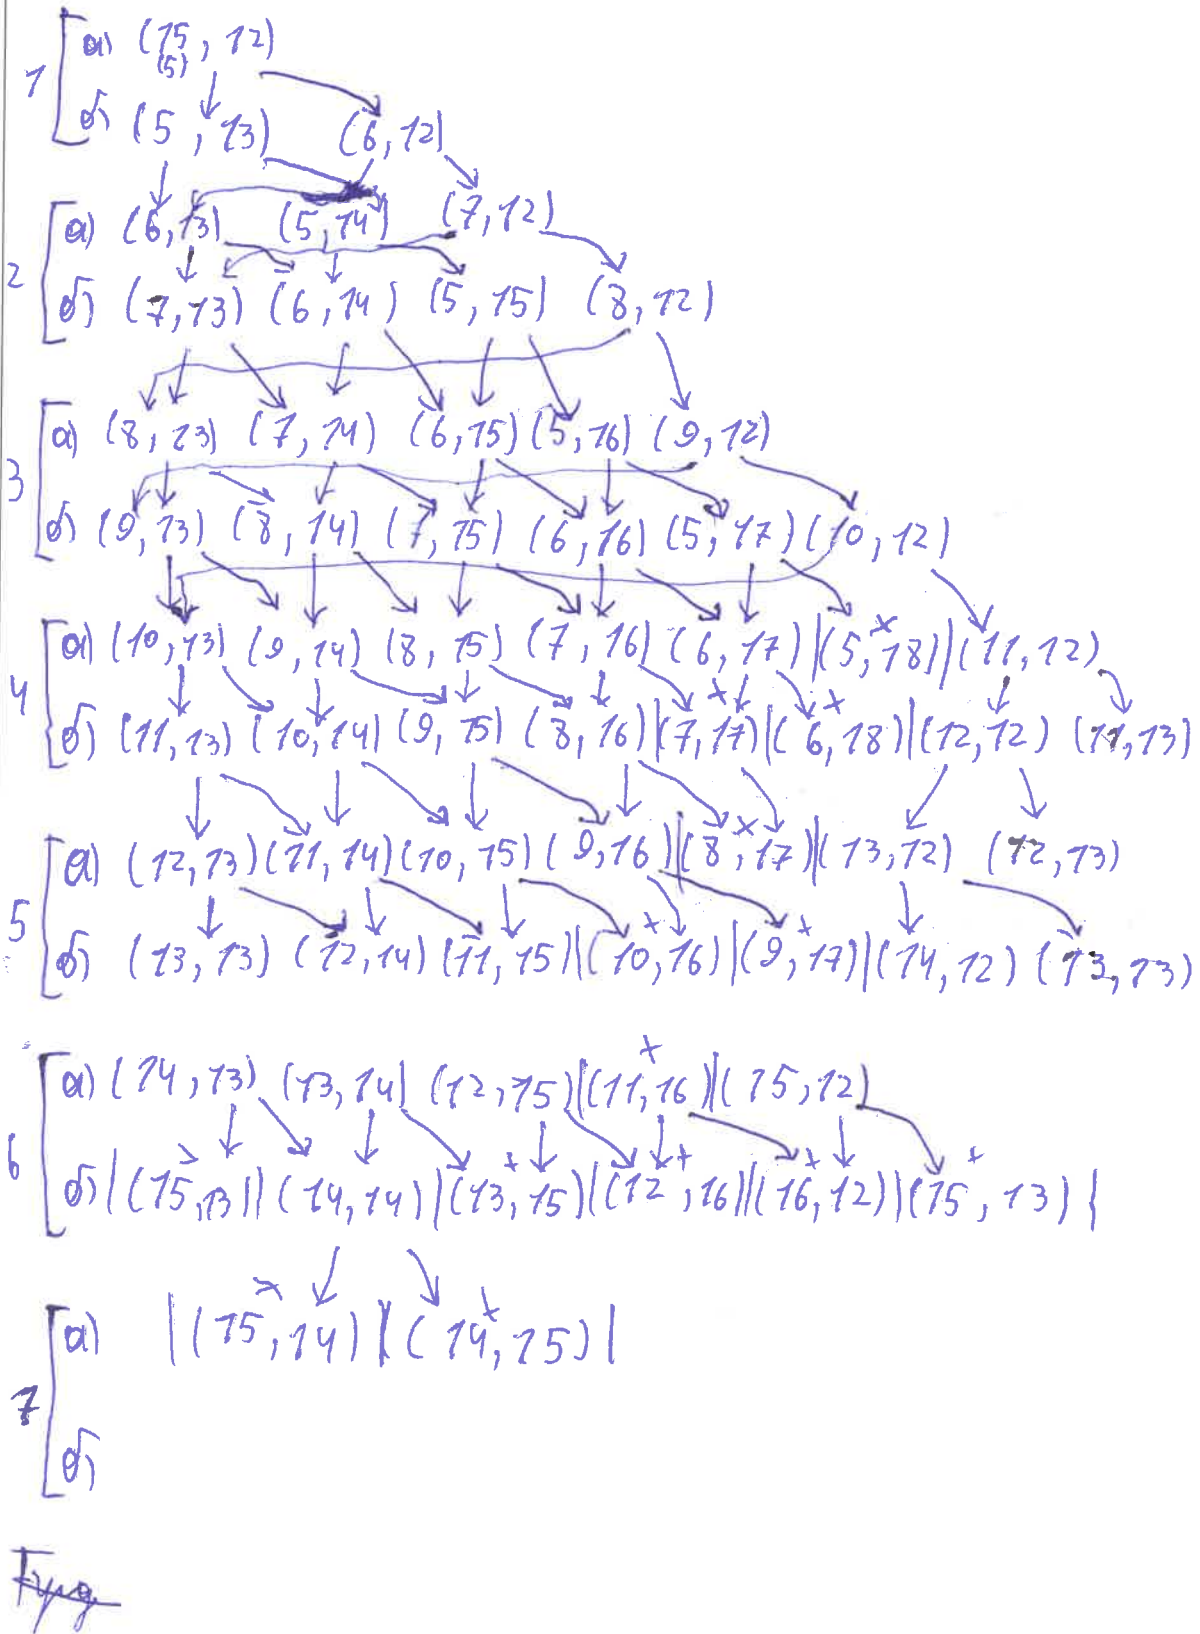 1
а) (15, 12)
(5)
б) (5, 13) (6, 12)
2
а) (6, 13) (5, 14) (7, 12)
б) (7, 13) (6, 14) (5, 15) (8, 12)
3
а) (8, 13) (7, 14) (6, 15) (5, 16) (9, 12)
б) (9, 13) (8, 14) (7, 15) (6, 16) (5, 17) (10, 12)
4
а) (10, 13) (9, 14) (8, 15) (7, 16) (6, 17) |(5, 18)| (11, 12)
б) (11, 13) (10, 14) (9, 15) (8, 16) |(7, 17)| (6, 18)| (12, 12) (11, 13)
5
а) (12, 13) (11, 14) (10, 15) (9, 16) |(8, 17)| (13, 12) (12, 13)
б) (13, 13) (12, 14) (11, 15) |(10, 16)| (9, 17)| (14, 12) (13, 13)
6
а) (14, 13) (13, 14) (12, 15) |(11, 16)| (15, 12)
б) |(15, 13)| (14, 14) |(13, 15)| (12, 16)| (16, 12)| (15, 13)|
7
а) |(15, 14)| (14, 15)|
б)